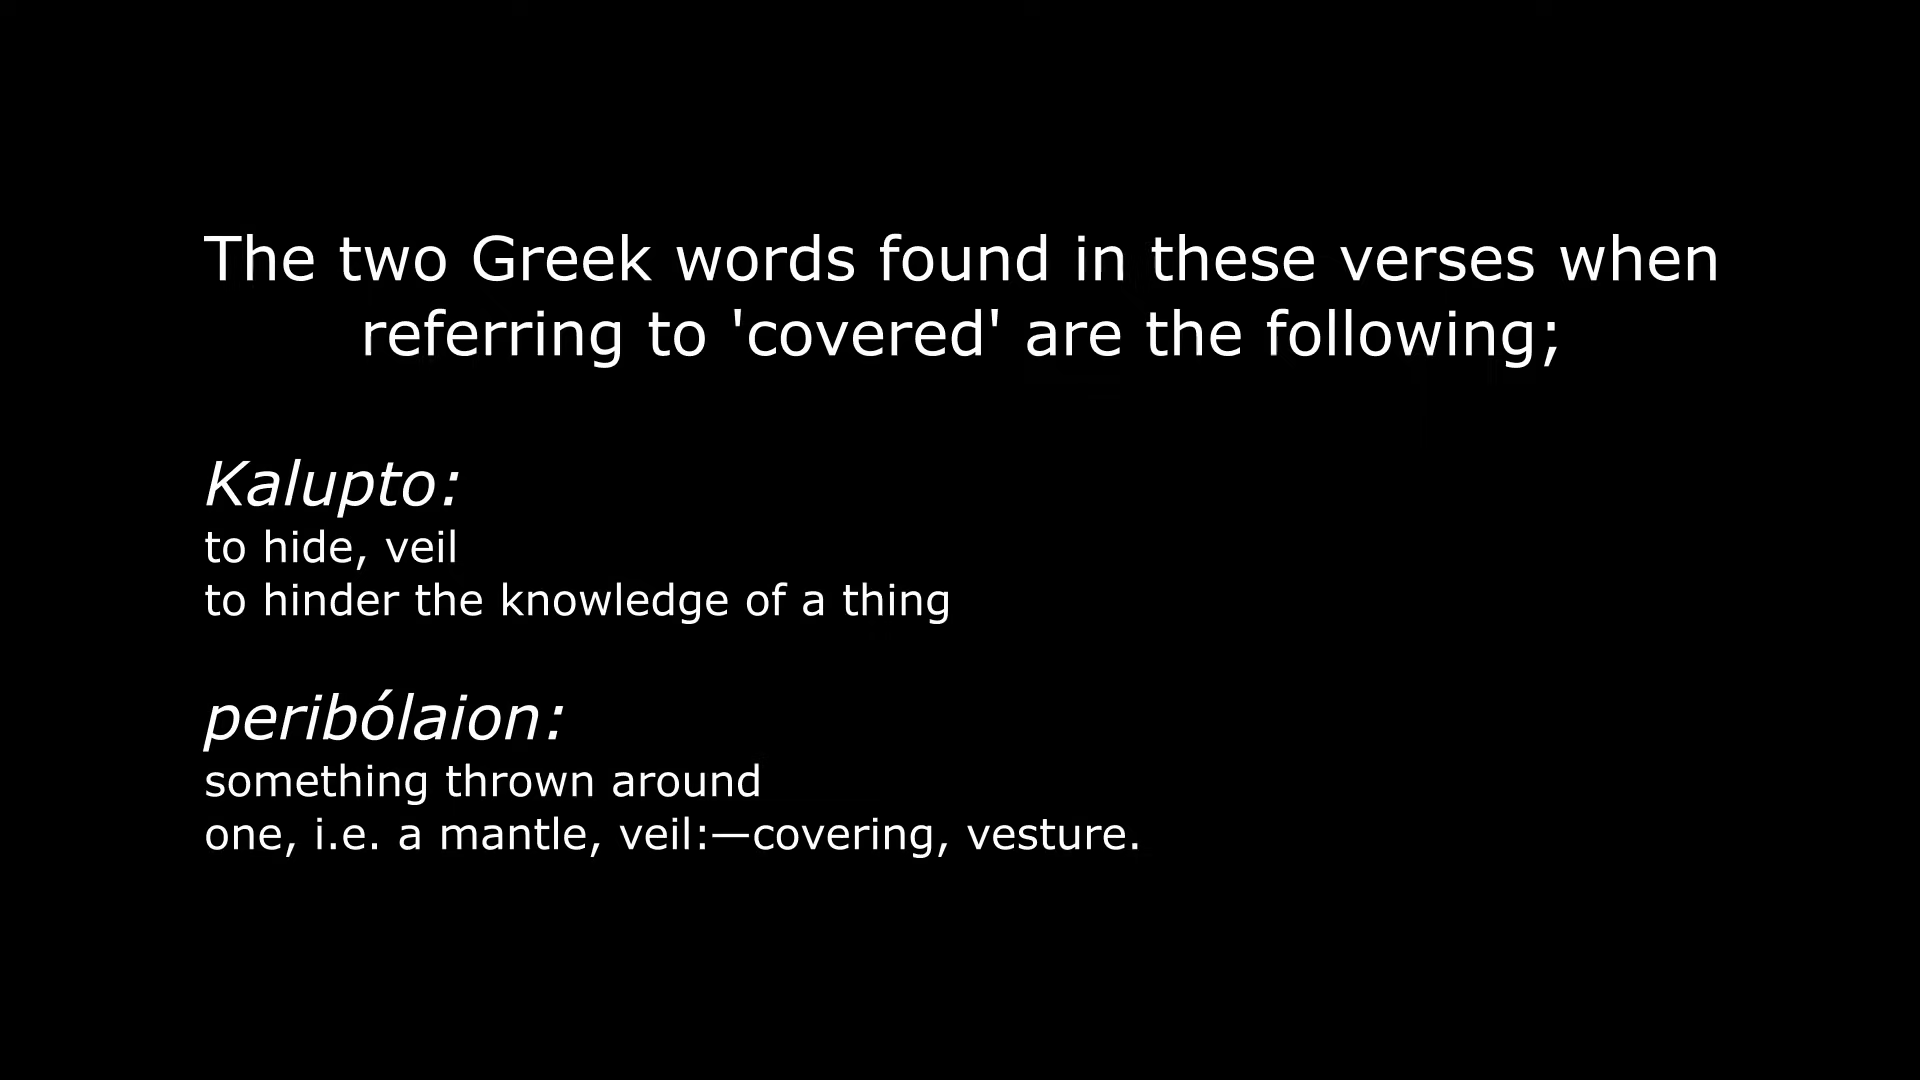 The two Greek words found in these verses when
referring to 'covered' are the following;
Kalupto:
to hide, veil
to hinder the knowledge of a thing
peribólaion:
something thrown around
one, i.e. a mantle, veil:—covering, vesture.